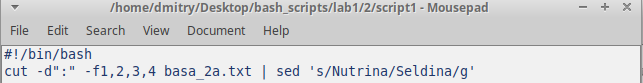 /home/dmitry/Desktop/bash_scripts/lab1/2/script1 - Mousepad
File Edit Search View Document Help
#!/bin/bash
cut -d":" -f1,2,3,4 basa_2a.txt | sed 's/Nutrina/Seldina/g'